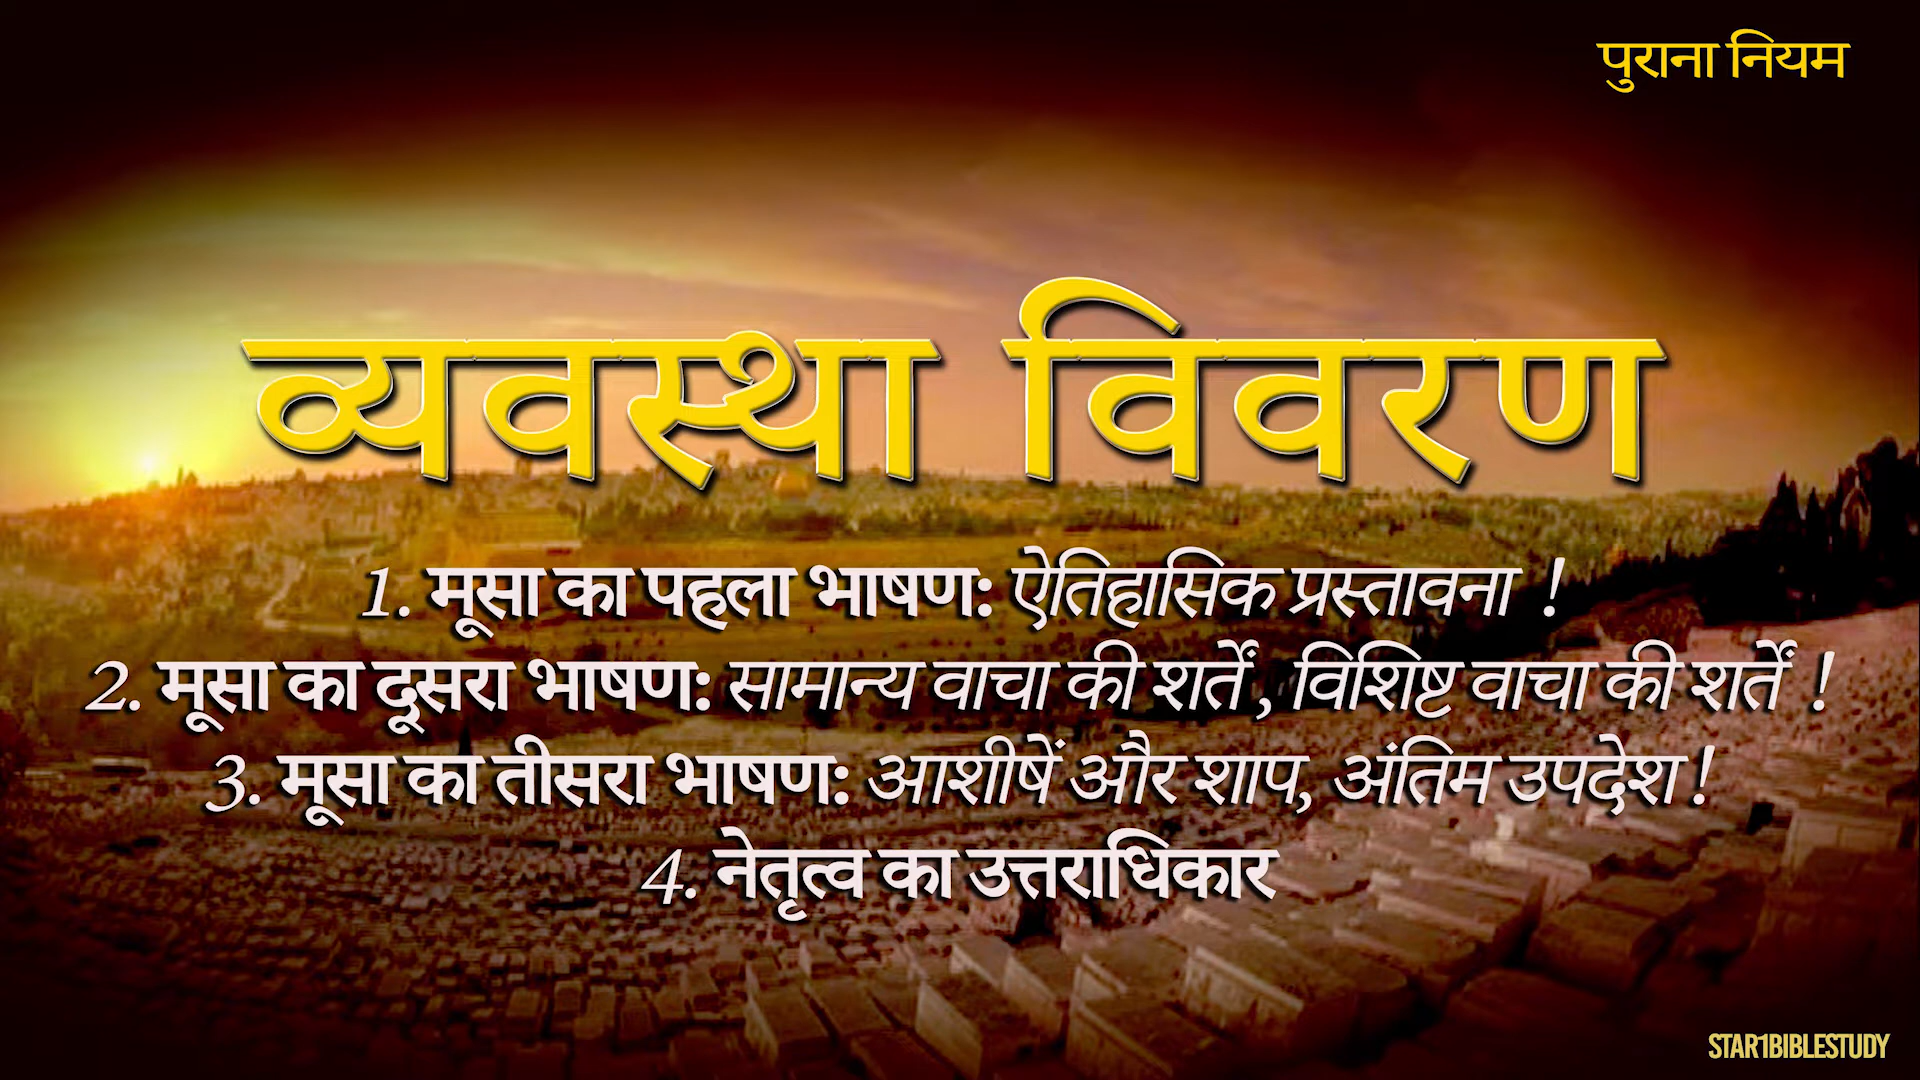 पुराना नियम
व्यवस्था विवरण
1. मूसा का पहला भाषण: ऐतिहासिक प्रस्तावना !
2. मूसा का दूसरा भाषण: सामान्य वाचा की शर्तें , विशिष्ट वाचा की शर्तें !
3. मूसा का तीसरा भाषण: आशीषें और शाप, अंतिम उपदेश !
4. नेतृत्व का उत्तराधिकार
STAR1BIBLESTUDY